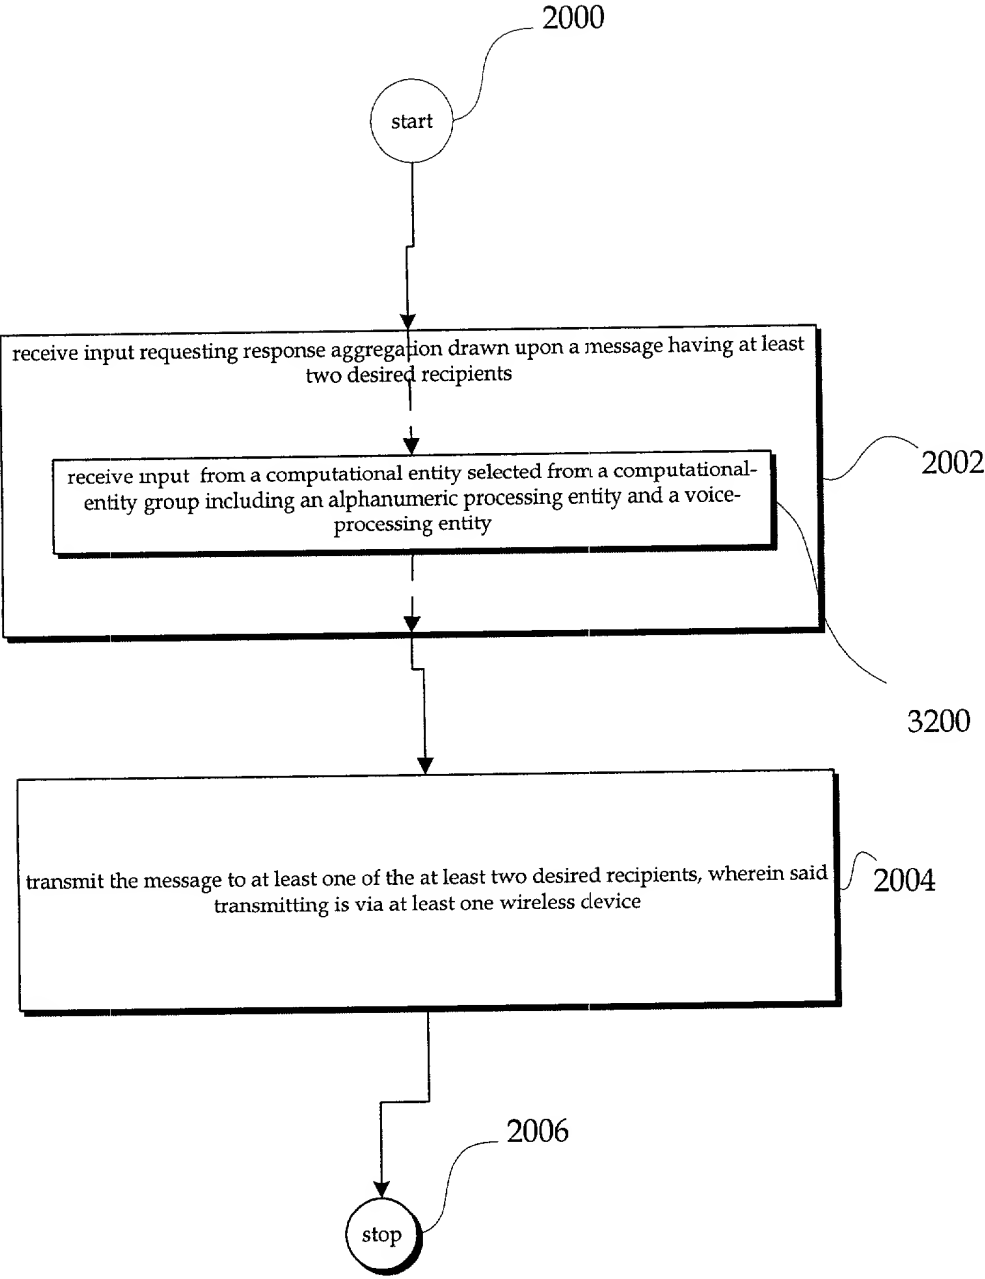 2000
start
receive input requesting response aggregation drawn upon a message having at least
two desired recipients
receive input from a computational entity selected from a computational-
entity group including an alphanumeric processing entity and a voice-
processing entity
2002
3200
transmit the message to at least one of the at least two desired recipients, wherein said
transmitting is via at least one wireless device
2004
2006
stop